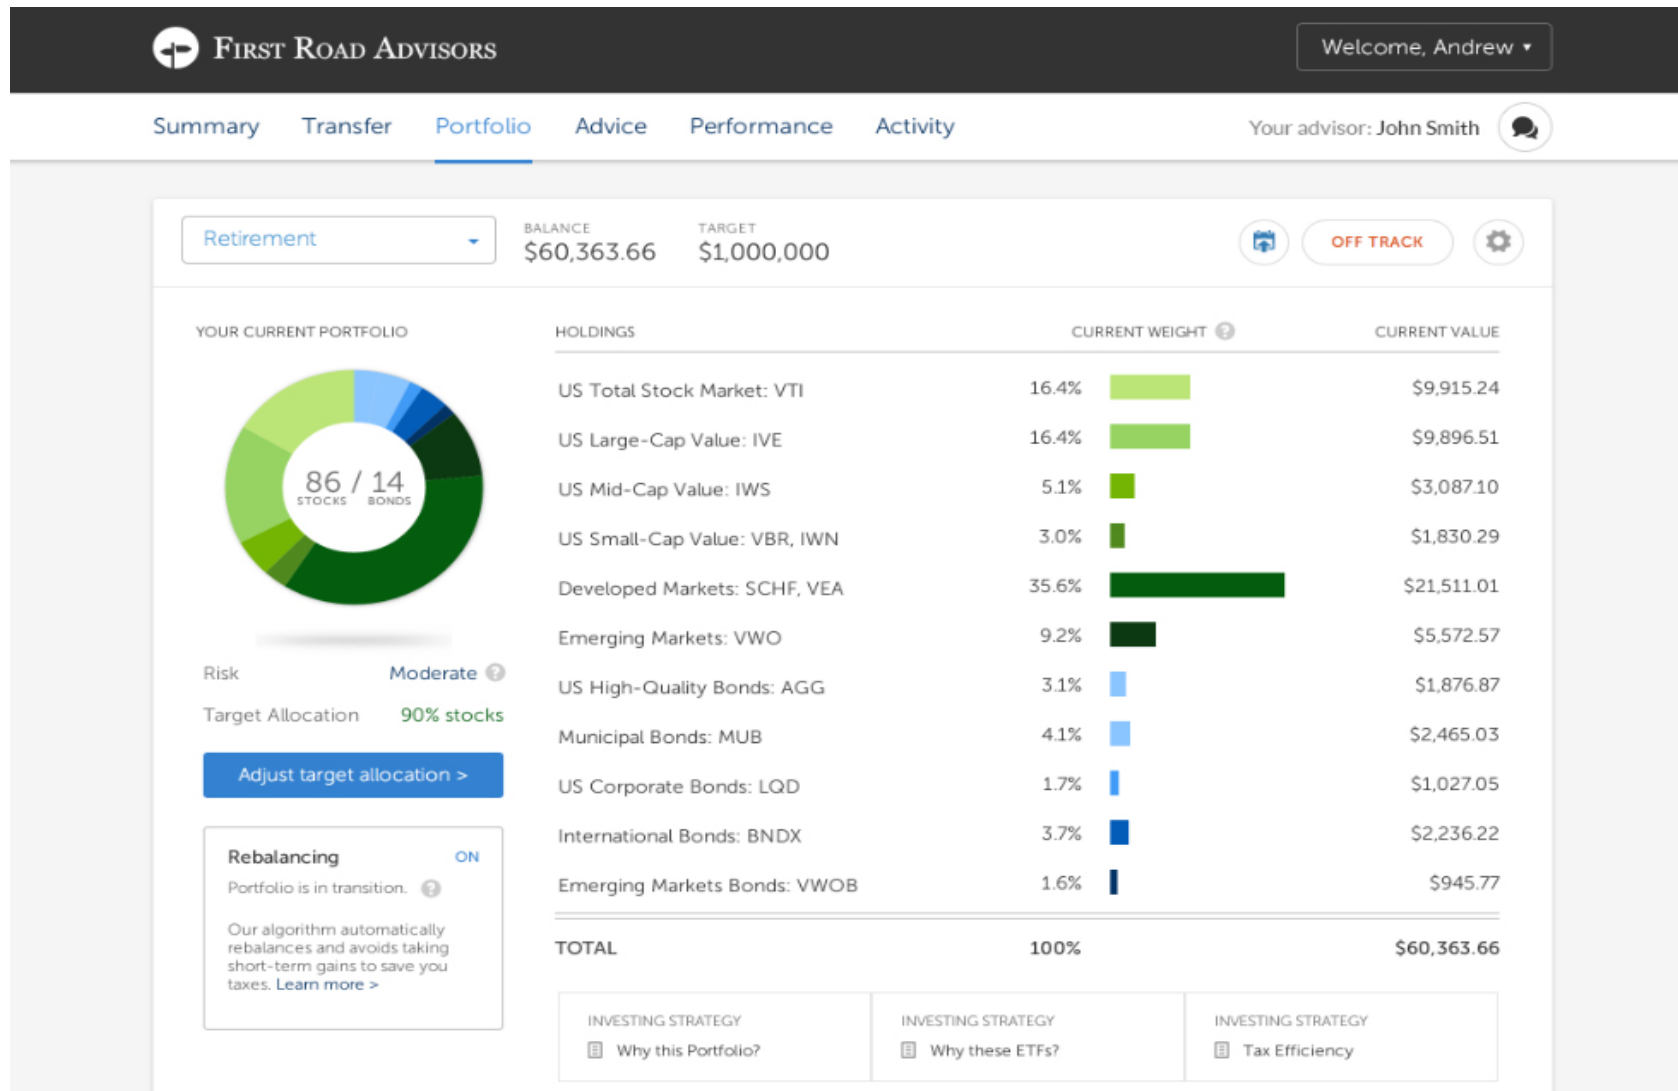 FIRST ROAD ADVISORS
Welcome, Andrew
Summary Transfer Portfolio Advice Performance Activity
Your advisor: John Smith
Retirement
BALANCE
$60,363.66
TARGET
$1,000,000
OFF TRACK
YOUR CURRENT PORTFOLIO
86 / 14
STOCKS BONDS
Risk Moderate ?
Target Allocation 90% stocks
Adjust target allocation >
Rebalancing ON
Portfolio is in transition. ?
Our algorithm automatically
rebalances and avoids taking
short-term gains to save you
taxes. Learn more >
HOLDINGS CURRENT WEIGHT ? CURRENT VALUE
US Total Stock Market: VTI 16.4% $9,915.24
US Large-Cap Value: IVE 16.4% $9,896.51
US Mid-Cap Value: IWS 5.1% $3,087.10
US Small-Cap Value: VBR, IWN 3.0% $1,830.29
Developed Markets: SCHF, VEA 35.6% $21,511.01
Emerging Markets: VWO 9.2% $5,572.57
US High-Quality Bonds: AGG 3.1% $1,876.87
Municipal Bonds: MUB 4.1% $2,465.03
US Corporate Bonds: LQD 1.7% $1,027.05
International Bonds: BNDX 3.7% $2,236.22
Emerging Markets Bonds: VWOB 1.6% $945.77
TOTAL 100% $60,363.66
INVESTING STRATEGY
Why this Portfolio?
INVESTING STRATEGY
Why these ETFs?
INVESTING STRATEGY
Tax Efficiency